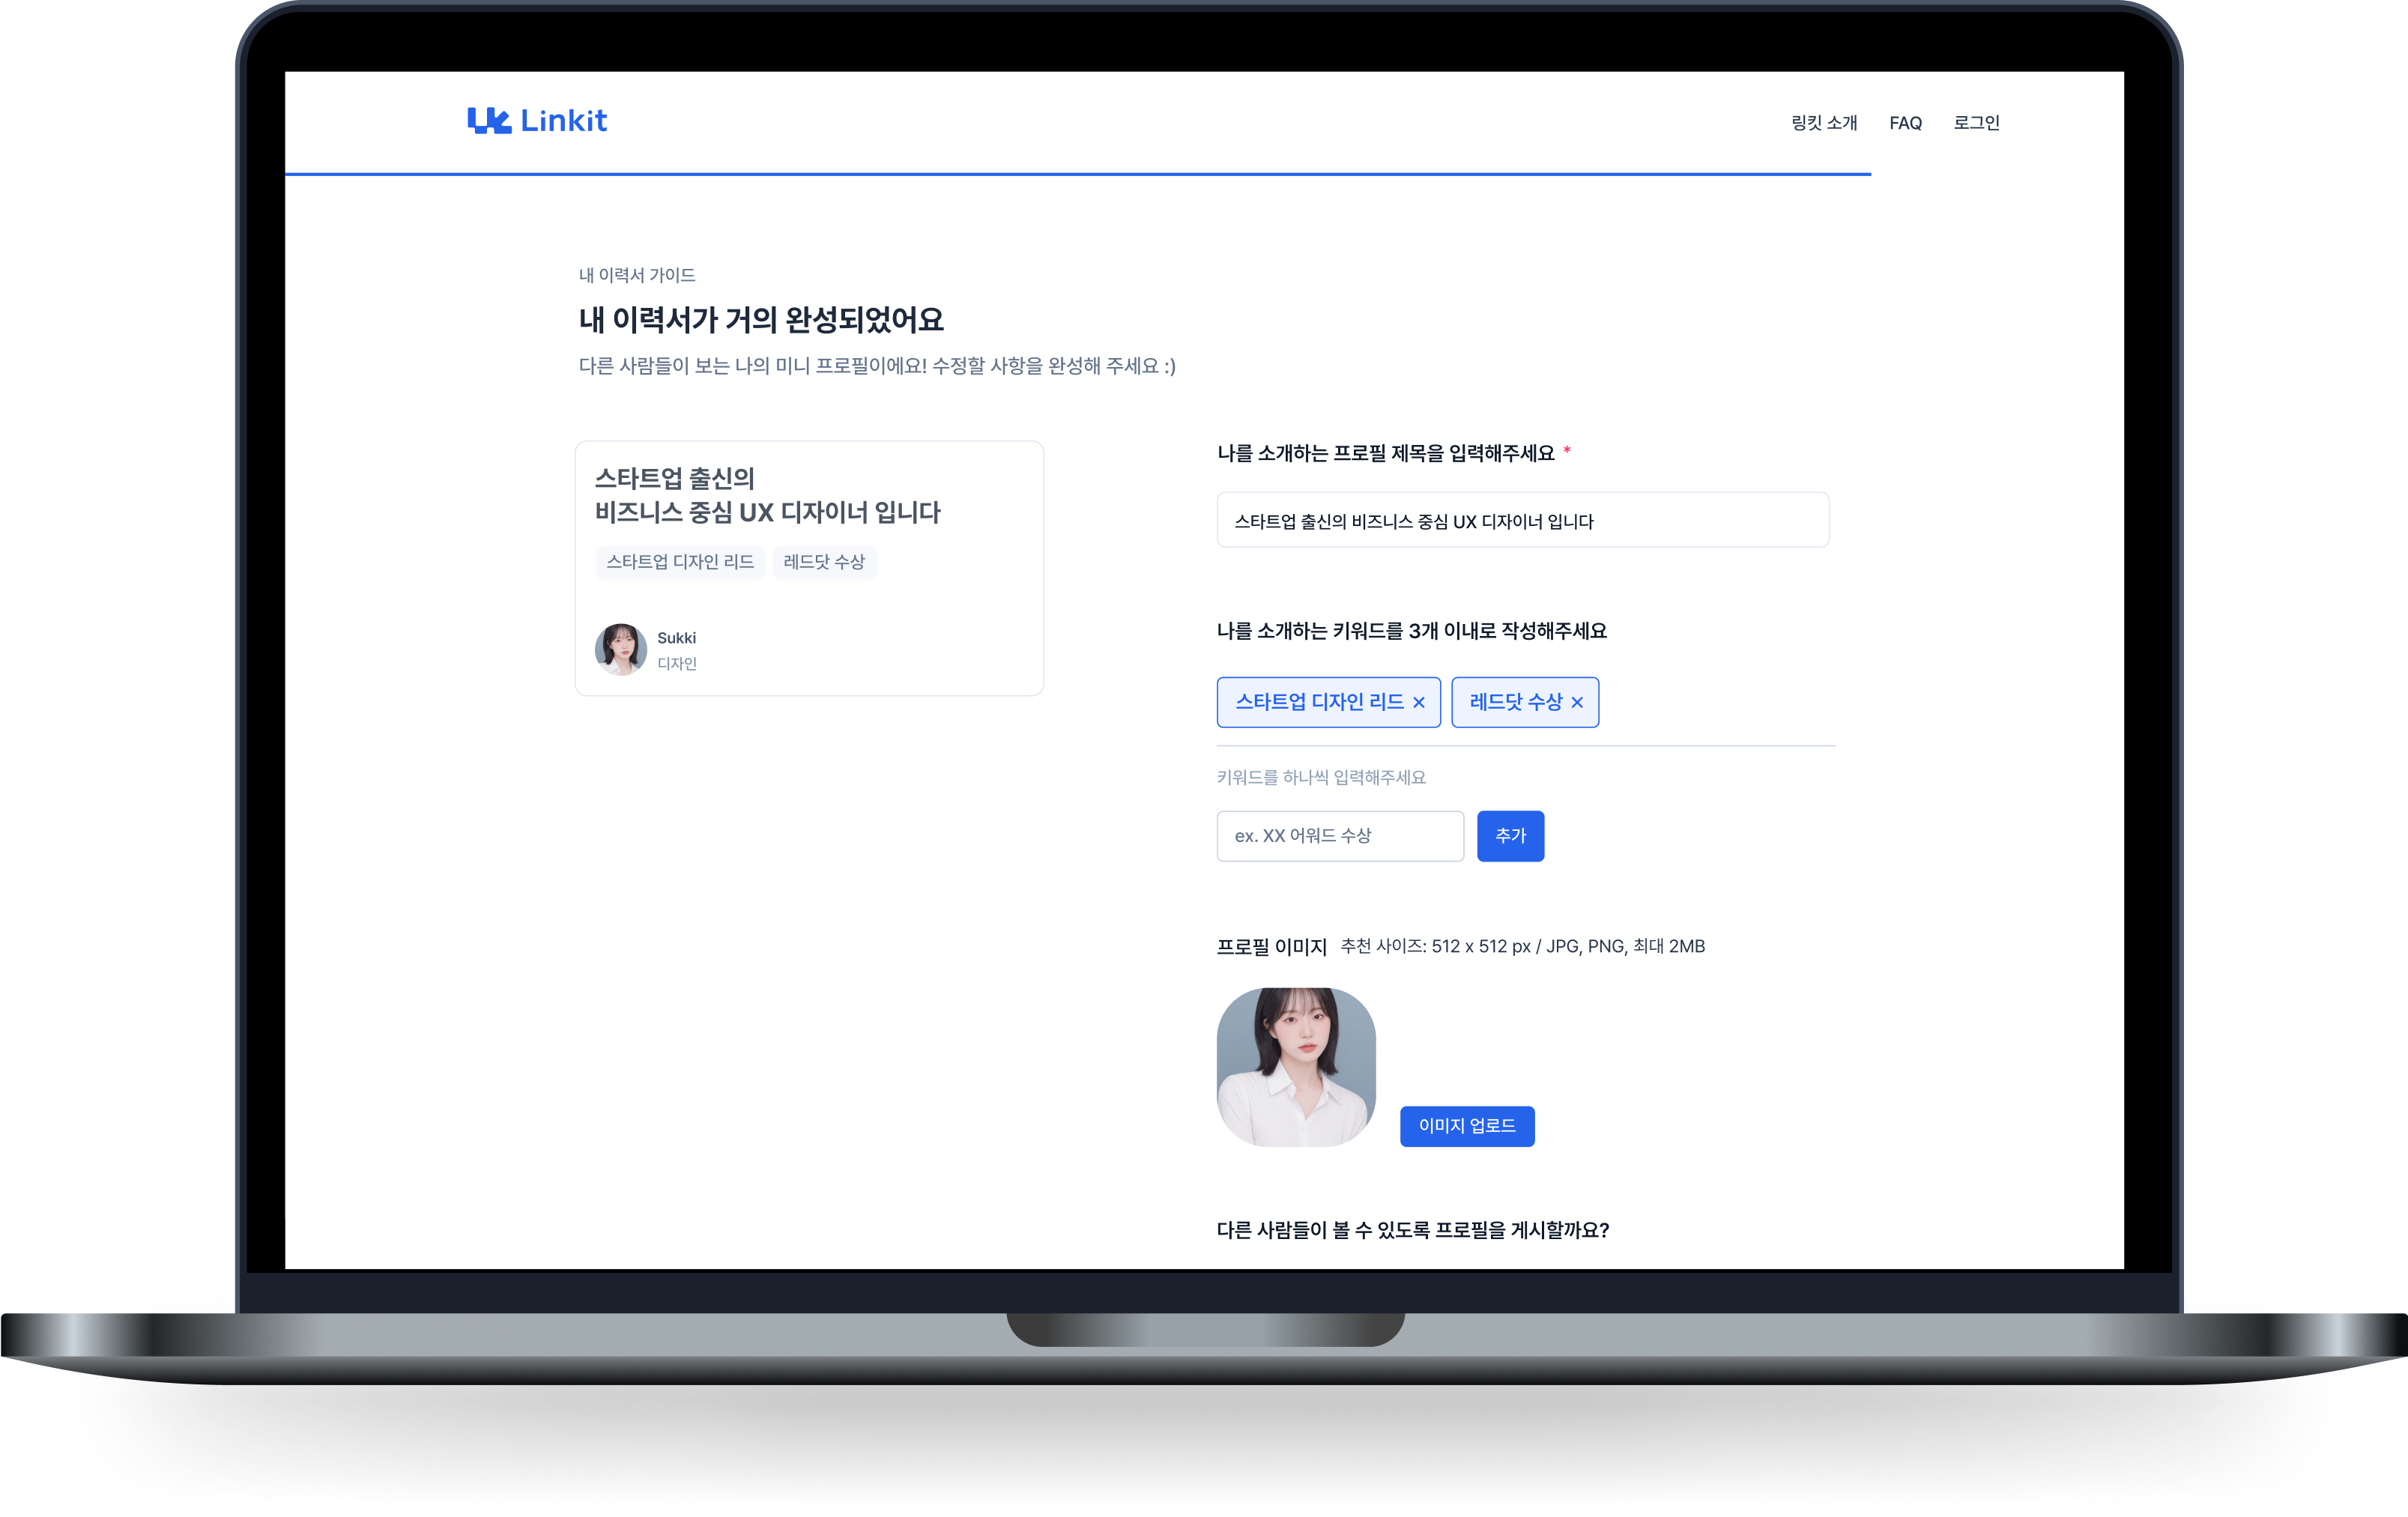 Linkit
링킷 소개
FAQ
로그인
내 이력서 가이드
내 이력서가 거의 완성되었어요
다른 사람들이 보는 나의 미니 프로필이에요! 수정할 사항을 완성해 주세요 :)
스타트업 출신의
비즈니스 중심 UX 디자이너 입니다
스타트업 디자인 리드
레드닷 수상
Sukki
디자인
나를 소개하는 프로필 제목을 입력해주세요 *
스타트업 출신의 비즈니스 중심 UX 디자이너 입니다
나를 소개하는 키워드를 3개 이내로 작성해주세요
스타트업 디자인 리드 ×
레드닷 수상 ×
키워드를 하나씩 입력해주세요
ex. XX 어워드 수상
추가
프로필 이미지 추천 사이즈: 512 x 512 px / JPG, PNG, 최대 2MB
이미지 업로드
다른 사람들이 볼 수 있도록 프로필을 게시할까요?